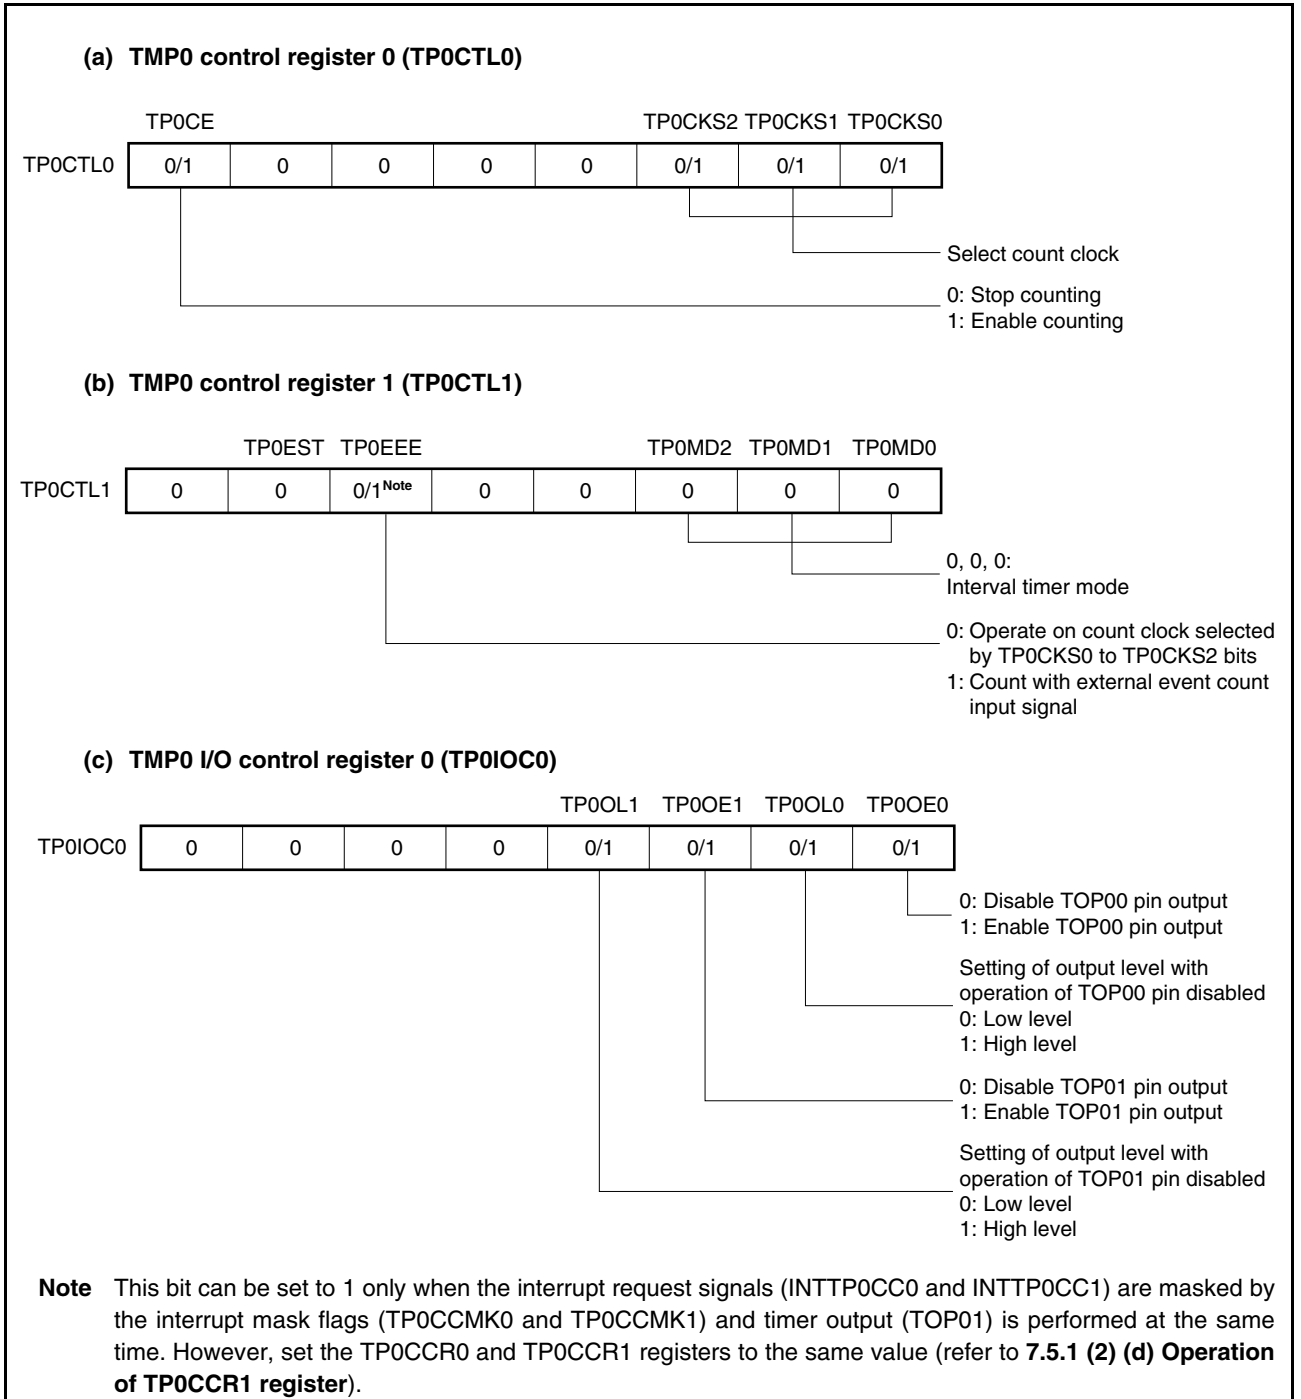 (a) TMP0 control register 0 (TP0CTL0)
TP0CE TP0CKS2 TP0CKS1 TP0CKS0
TP0CTL0 0/1 0 0 0 0 0/1 0/1 0/1
Select count clock
0: Stop counting
1: Enable counting
(b) TMP0 control register 1 (TP0CTL1)
TP0EST TP0EEE TP0MD2 TP0MD1 TP0MD0
TP0CTL1 0 0 0/1Note 0 0 0 0 0
0, 0, 0:
Interval timer mode
0: Operate on count clock selected
by TP0CKS0 to TP0CKS2 bits
1: Count with external event count
input signal
(c) TMP0 I/O control register 0 (TP0IOC0)
TP0OL1 TP0OE1 TP0OL0 TP0OE0
TP0IOC0 0 0 0 0 0/1 0/1 0/1 0/1
0: Disable TOP00 pin output
1: Enable TOP00 pin output
Setting of output level with
operation of TOP00 pin disabled
0: Low level
1: High level
0: Disable TOP01 pin output
1: Enable TOP01 pin output
Setting of output level with
operation of TOP01 pin disabled
0: Low level
1: High level
Note This bit can be set to 1 only when the interrupt request signals (INTTP0CC0 and INTTP0CC1) are masked by
the interrupt mask flags (TP0CCMK0 and TP0CCMK1) and timer output (TOP01) is performed at the same
time. However, set the TP0CCR0 and TP0CCR1 registers to the same value (refer to 7.5.1 (2) (d) Operation
of TP0CCR1 register).